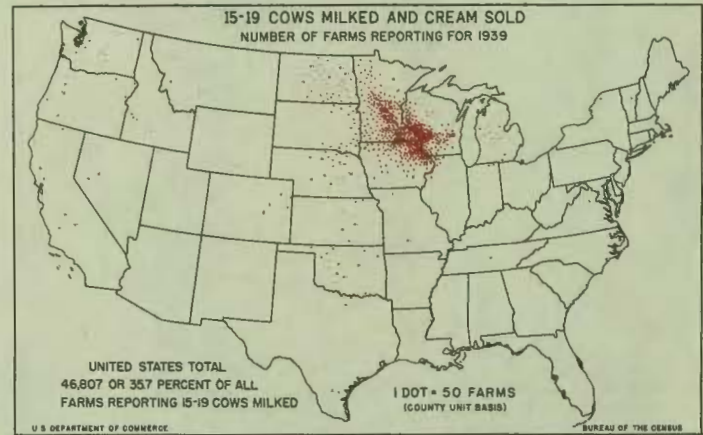 15-19 COWS MILKED AND CREAM SOLD
NUMBER OF FARMS REPORTING FOR 1939
UNITED STATES TOTAL
46,807 OR 35.7 PERCENT OF ALL
FARMS REPORTING 15-19 COWS MILKED
1 DOT = 50 FARMS
(COUNTY UNIT BASIS)
U S DEPARTMENT OF COMMERCE
BUREAU OF THE CENSUS